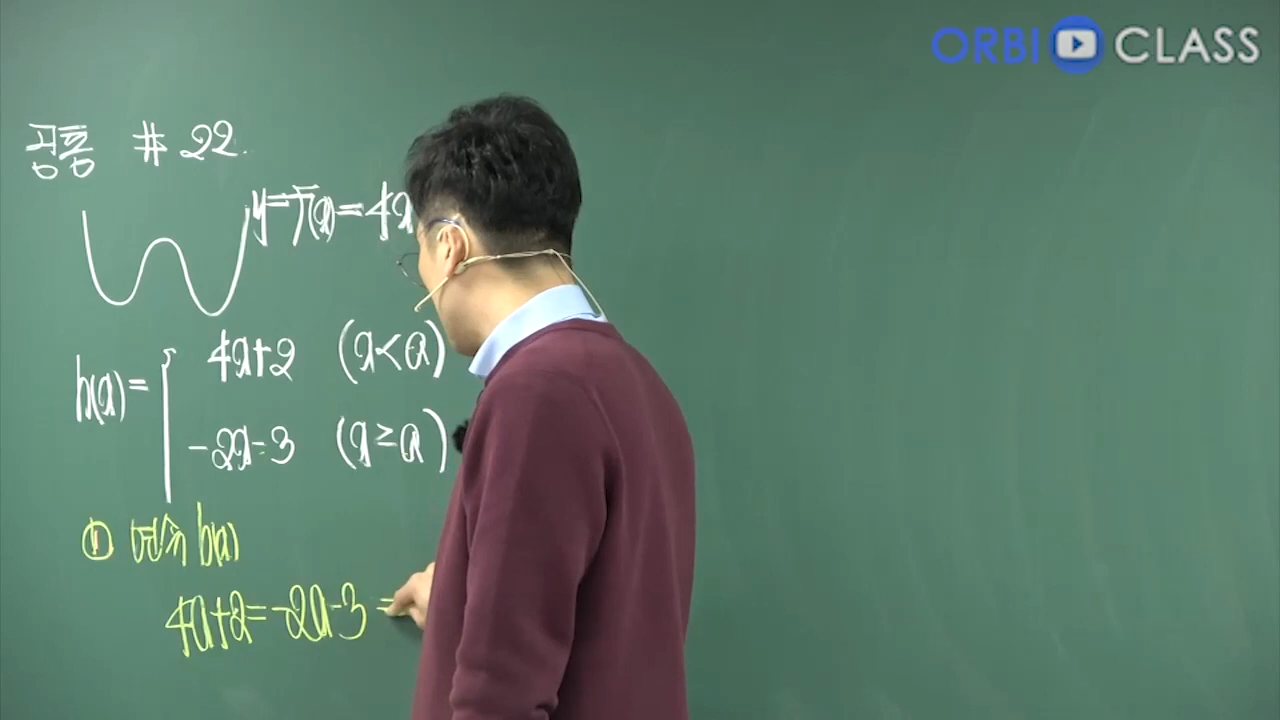 ORBI CLASS
공통 #22.
y=f(x)=4x
h(x)= 4x+2 (x<a)
-2x-3 (x≥a)
① 연속 h(x)
4a+2=-2a-3 =